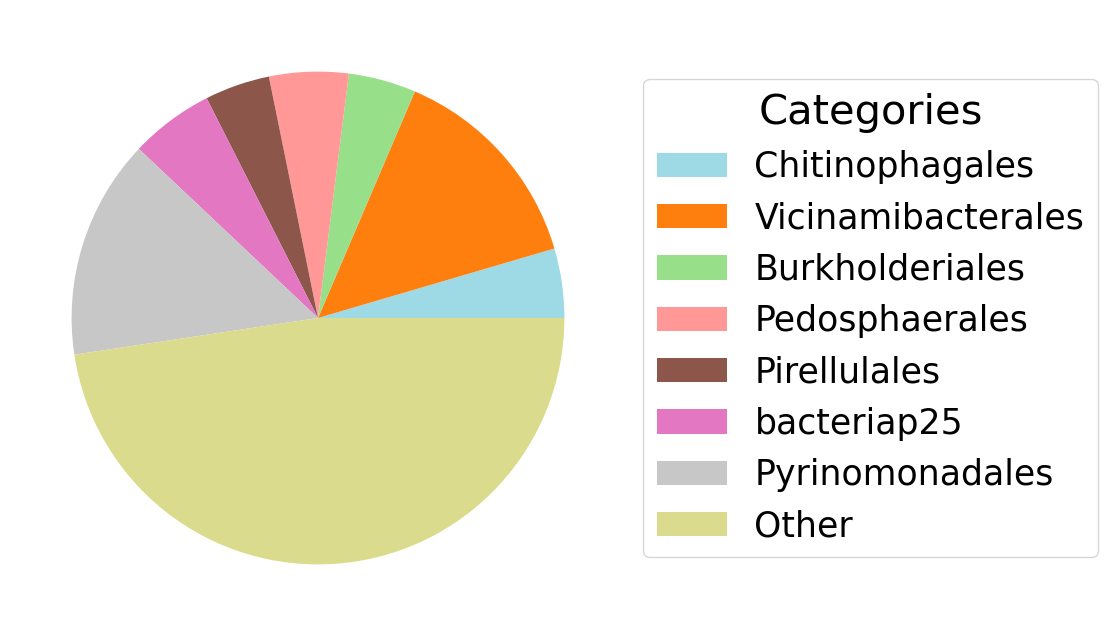 Categories
Chitinophagales
Vicinamibacterales
Burkholderiales
Pedosphaerales
Pirellulales
bacteriap25
Pyrinomonadales
Other